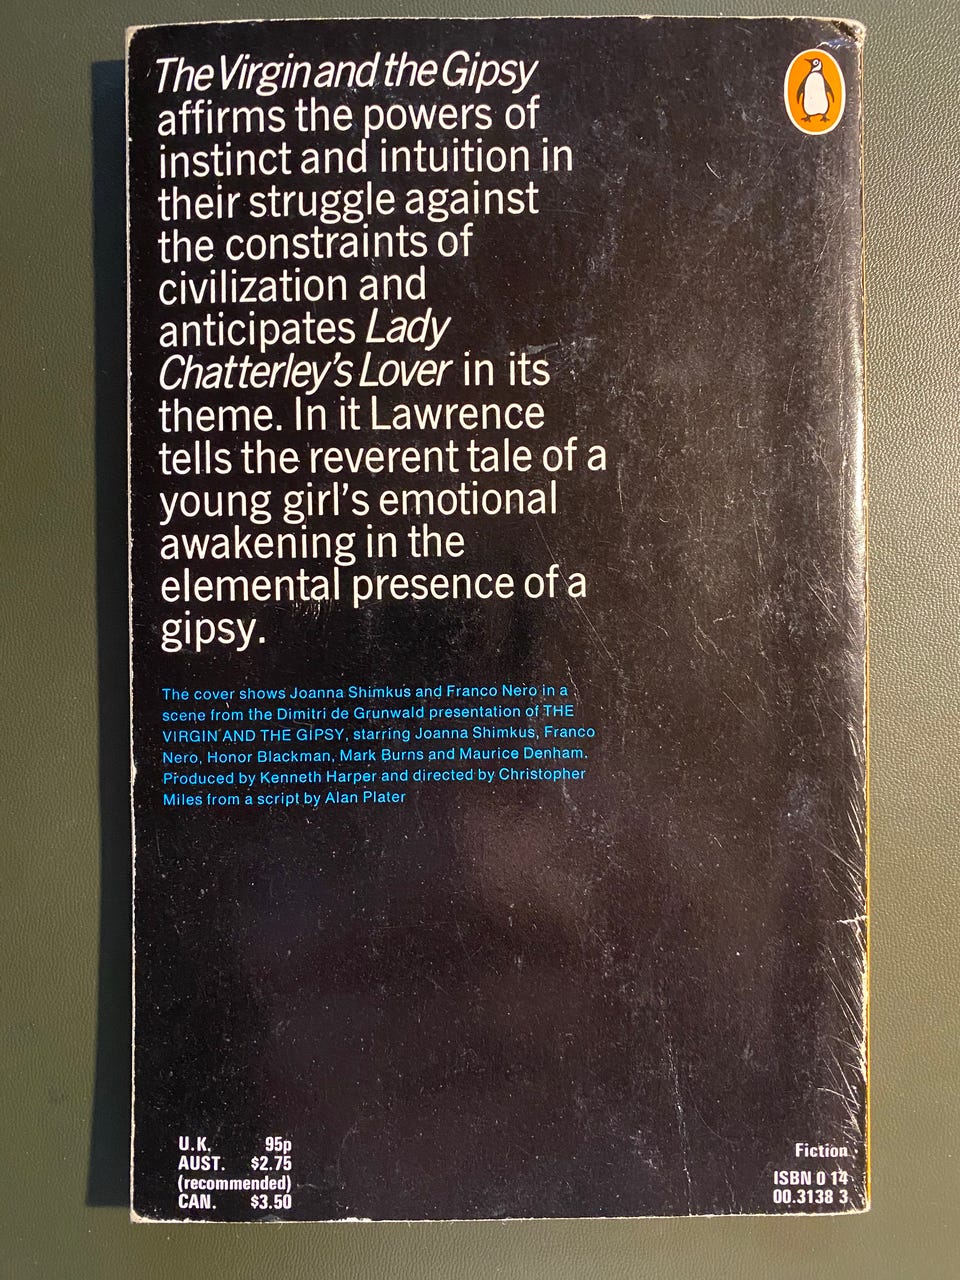 The Virgin and the Gipsy
affirms the powers of
instinct and intuition in
their struggle against
the constraints of
civilization and
anticipates Lady
Chatterley's Lover in its
theme. In it Lawrence
tells the reverent tale of a
young girl's emotional
awakening in the
elemental presence of a
gipsy.
The cover shows Joanna Shimkus and Franco Nero in a
scene from the Dimitri de Grunwald presentation of THE
VIRGIN AND THE GIPSY, starring Joanna Shimkus, Franco
Nero, Honor Blackman, Mark Burns and Maurice Denham.
Produced by Kenneth Harper and directed by Christopher
Miles from a script by Alan Plater
U.K. 95p
AUST. $2.75
(recommended)
CAN. $3.50
Fiction
ISBN 0 14
00.3138 3